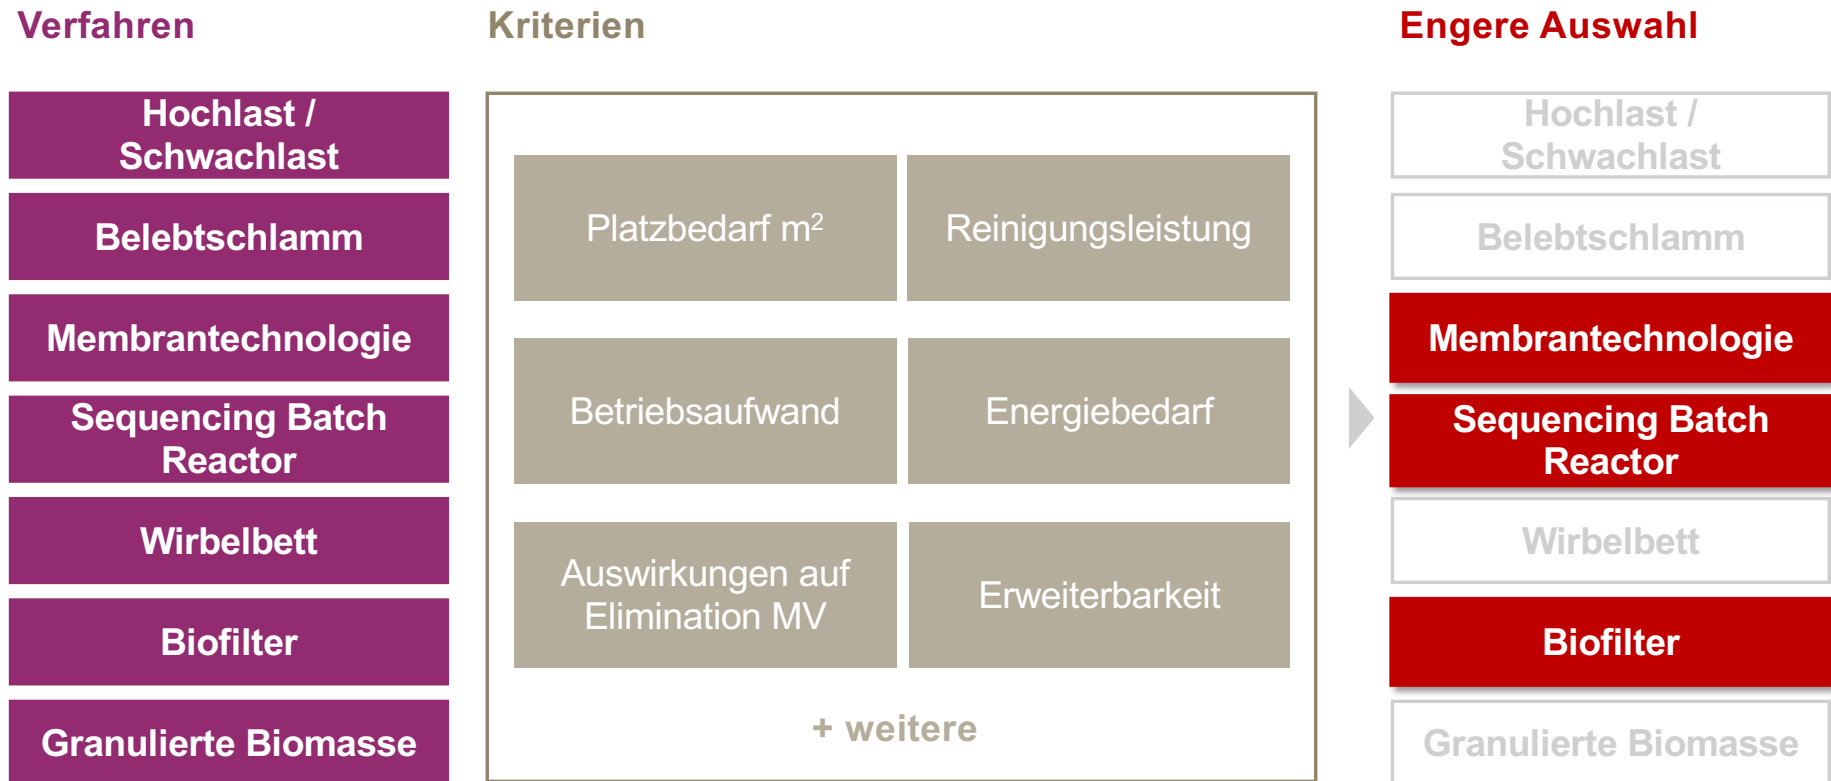 Verfahren
Hochlast /
Schwachlast
Belebtschlamm
Membrantechnologie
Sequencing Batch
Reactor
Wirbelbett
Biofilter
Granulierte Biomasse
Kriterien
Platzbedarf m²
Reinigungsleistung
Betriebsaufwand
Energiebedarf
Auswirkungen auf
Elimination MV
Erweiterbarkeit
+ weitere
Engere Auswahl
Hochlast /
Schwachlast
Belebtschlamm
Membrantechnologie
Sequencing Batch
Reactor
Wirbelbett
Biofilter
Granulierte Biomasse